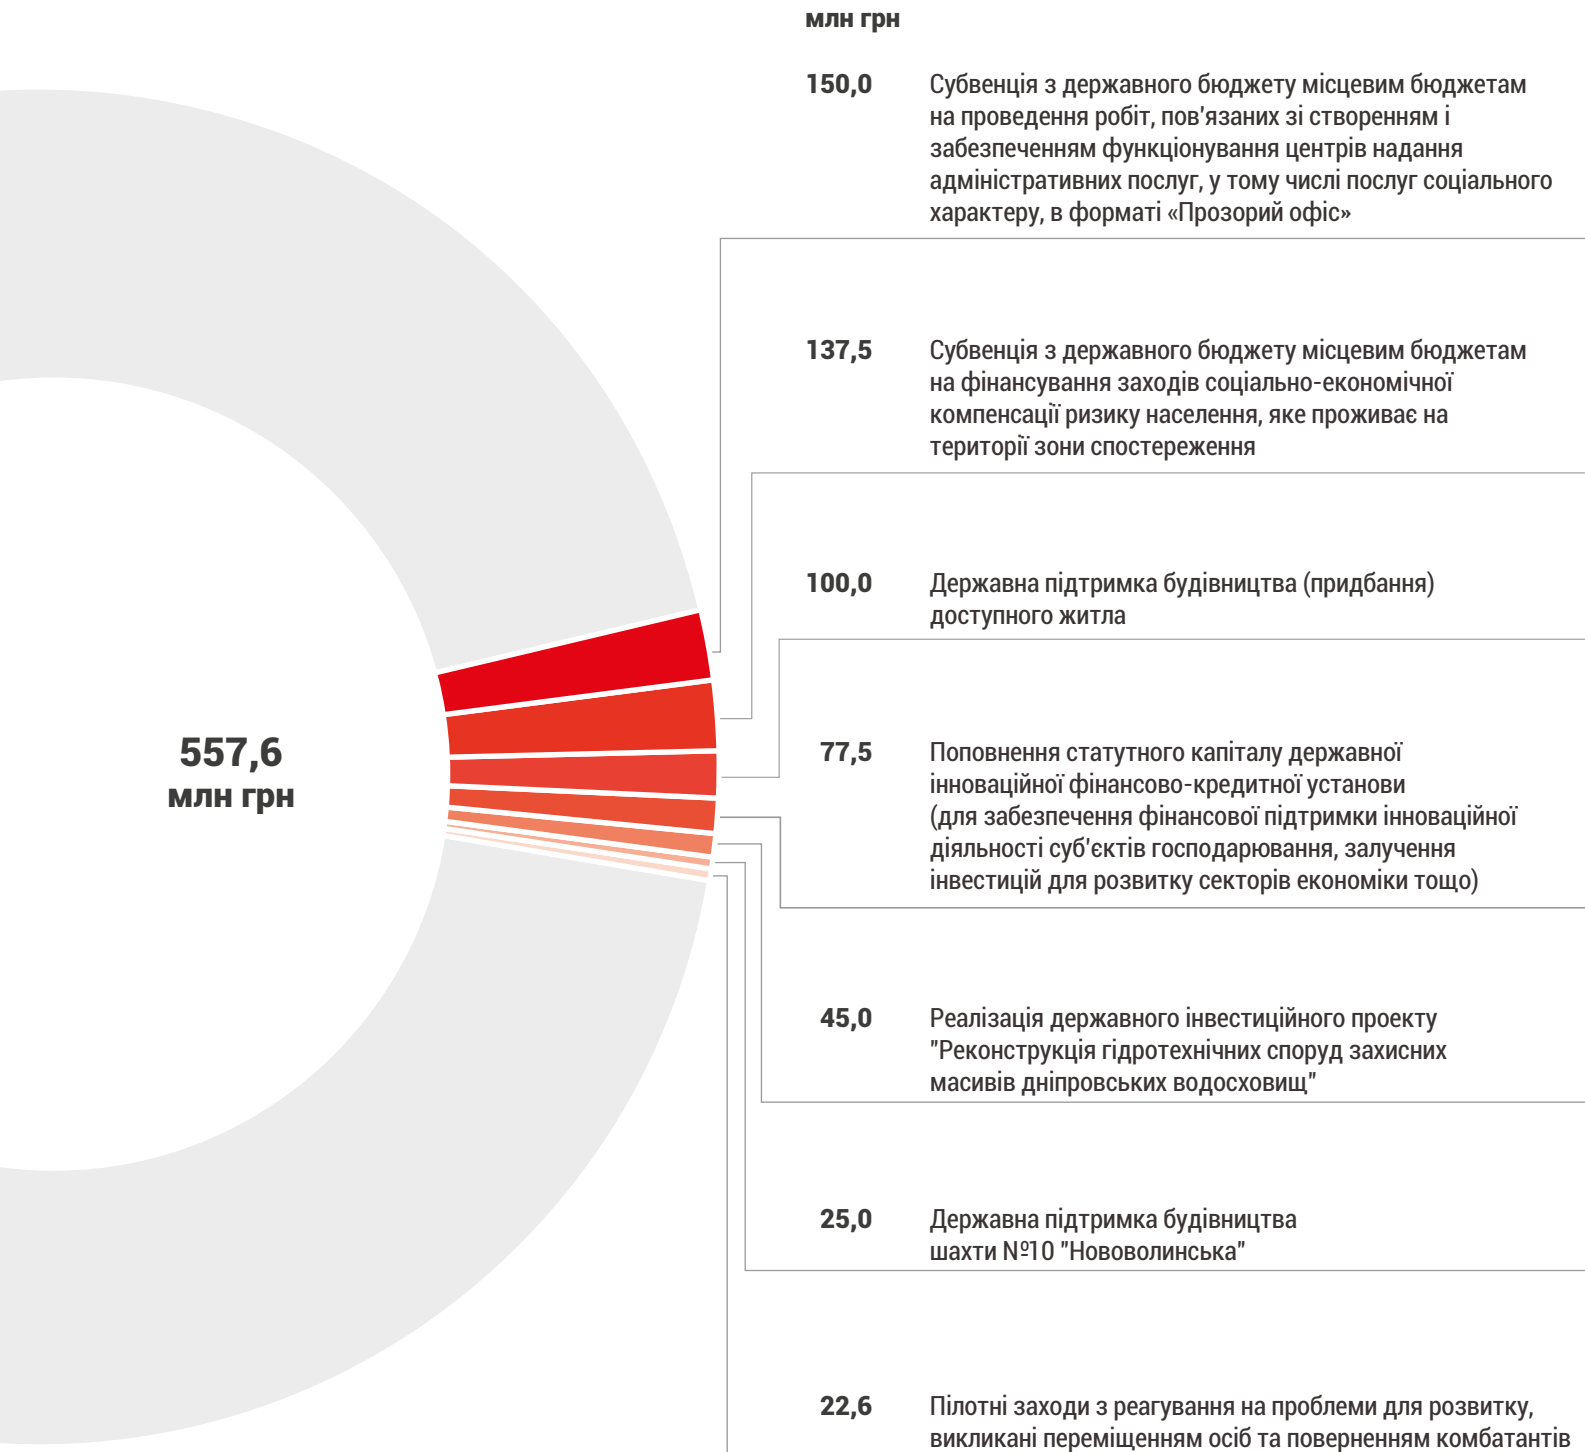 млн грн
150,0 Субвенція з державного бюджету місцевим бюджетам
на проведення робіт, пов'язаних зі створенням і
забезпеченням функціонування центрів надання
адміністративних послуг, у тому числі послуг соціального
характеру, в форматі «Прозорий офіс»
137,5 Субвенція з державного бюджету місцевим бюджетам
на фінансування заходів соціально-економічної
компенсації ризику населення, яке проживає на
території зони спостереження
100,0 Державна підтримка будівництва (придбання)
доступного житла
557,6
млн грн
77,5 Поповнення статутного капіталу державної
інноваційної фінансово-кредитної установи
(для забезпечення фінансової підтримки інноваційної
діяльності суб'єктів господарювання, залучення
інвестицій для розвитку секторів економіки тощо)
45,0 Реалізація державного інвестиційного проекту
"Реконструкція гідротехнічних споруд захисних
масивів дніпровських водосховищ"
25,0 Державна підтримка будівництва
шахти №10 "Нововолинська"
22,6 Пілотні заходи з реагування на проблеми для розвитку,
викликані переміщенням осіб та поверненням комбатантів